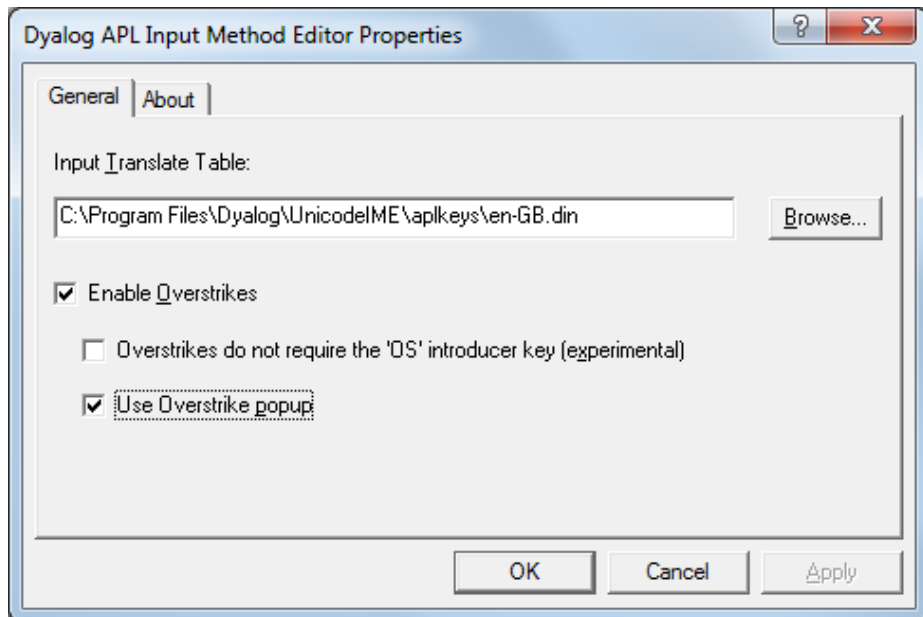 Dyalog APL Input Method Editor Properties
General About
Input Translate Table:
C:\Program Files\Dyalog\UnicodeIME\aplkeys\en-GB.din Browse...
Enable Overstrikes
Overstrikes do not require the 'OS' introducer key (experimental)
Use Overstrike popup
OK Cancel Apply